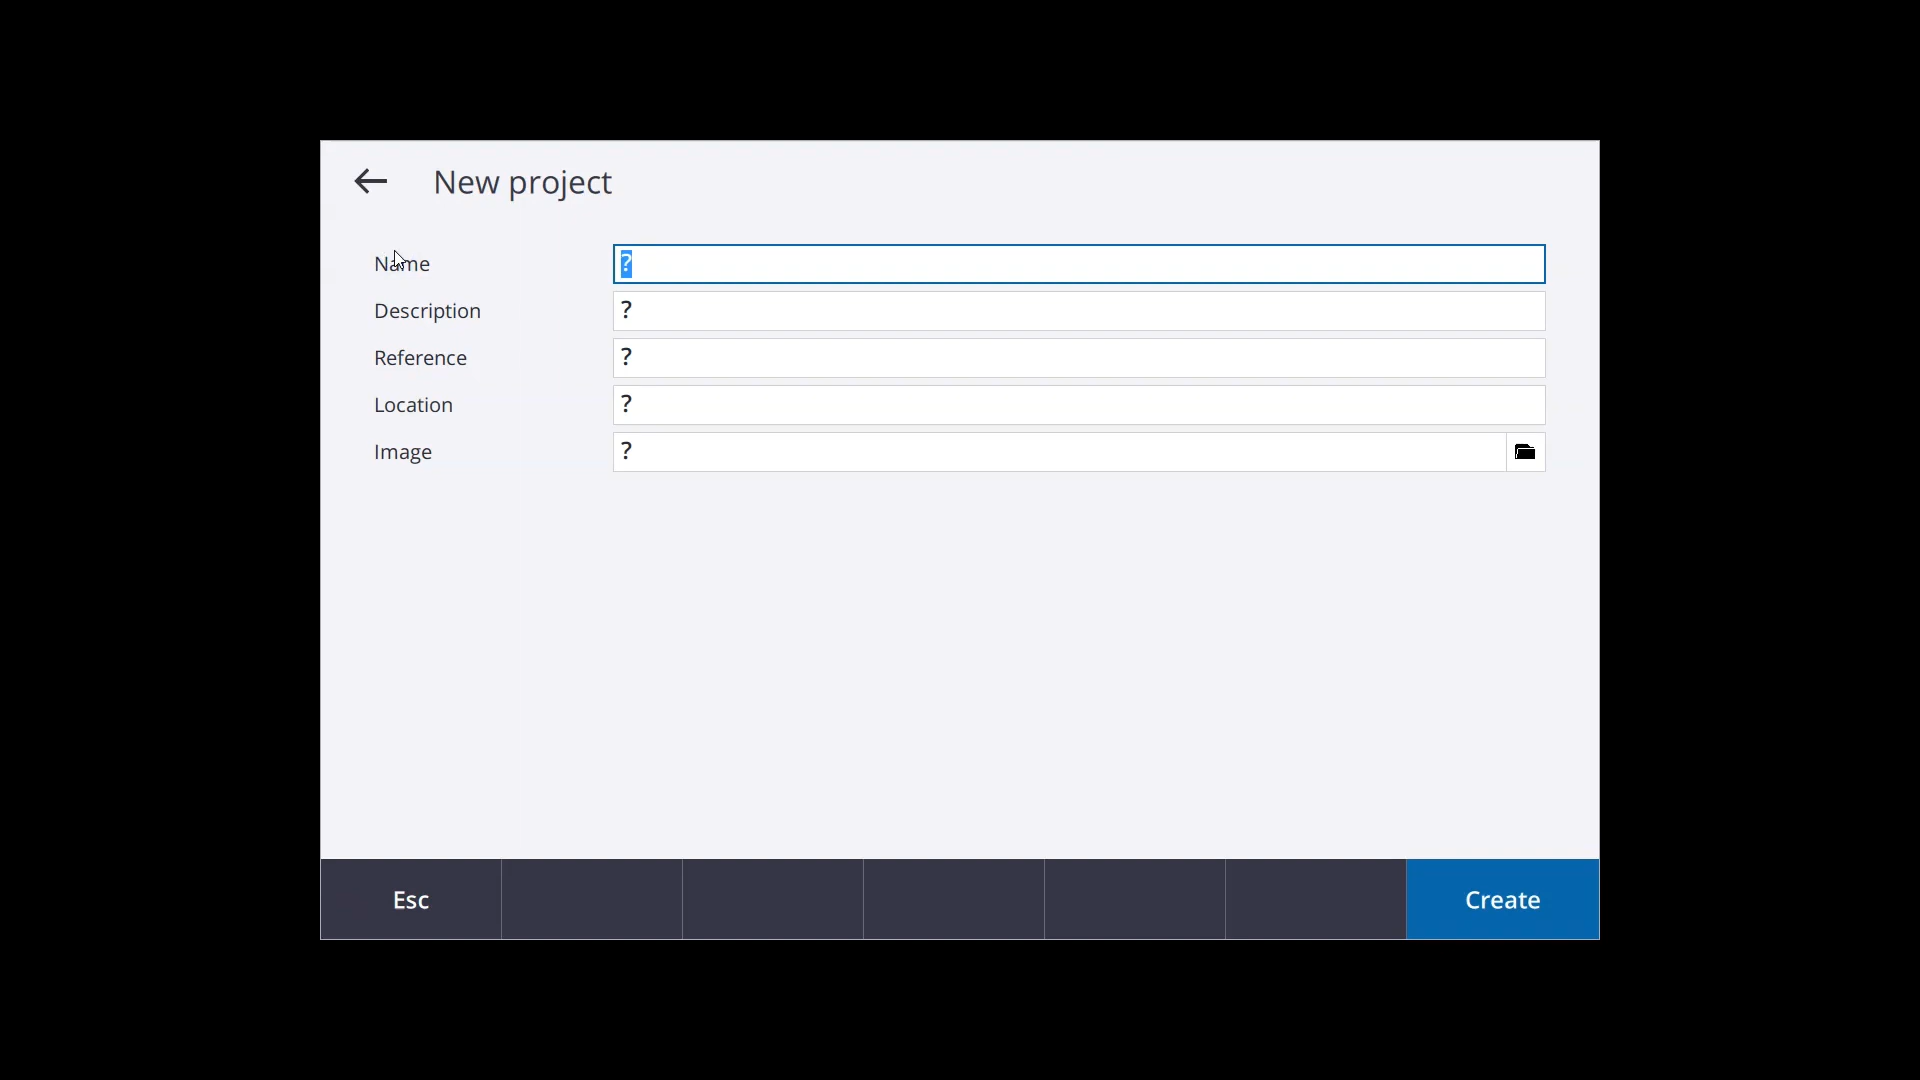 New project
Name ?
Description ?
Reference ?
Location ?
Image ?
Esc Create